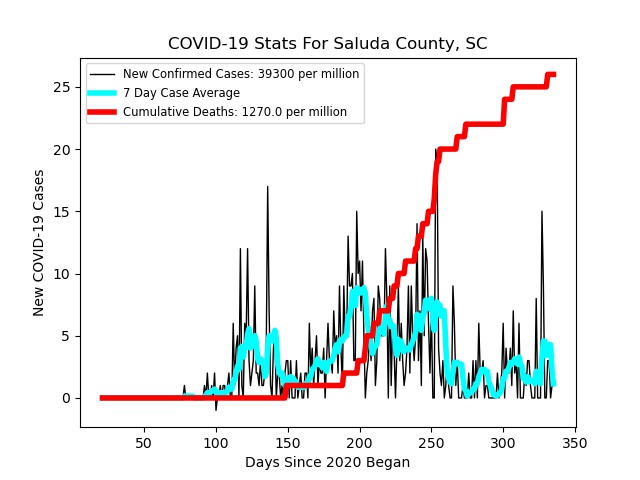 COVID-19 Stats For Saluda County, SC
New Confirmed Cases: 39300 per million
7 Day Case Average
Cumulative Deaths: 1270.0 per million
New COVID-19 Cases
25
20
15
10
5
0
50 100 150 200 250 300 350
Days Since 2020 Began